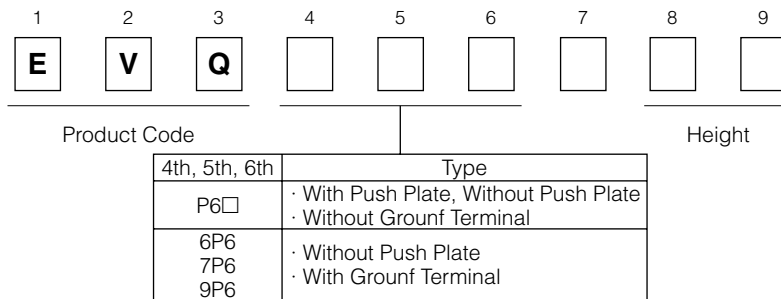 1 2 3 4 5 6 7 8 9
E V Q
Product Code Height
4th, 5th, 6th Type
P6□ · With Push Plate, Without Push Plate
· Without Grounf Terminal
6P6
7P6
9P6
· Without Push Plate
· With Grounf Terminal